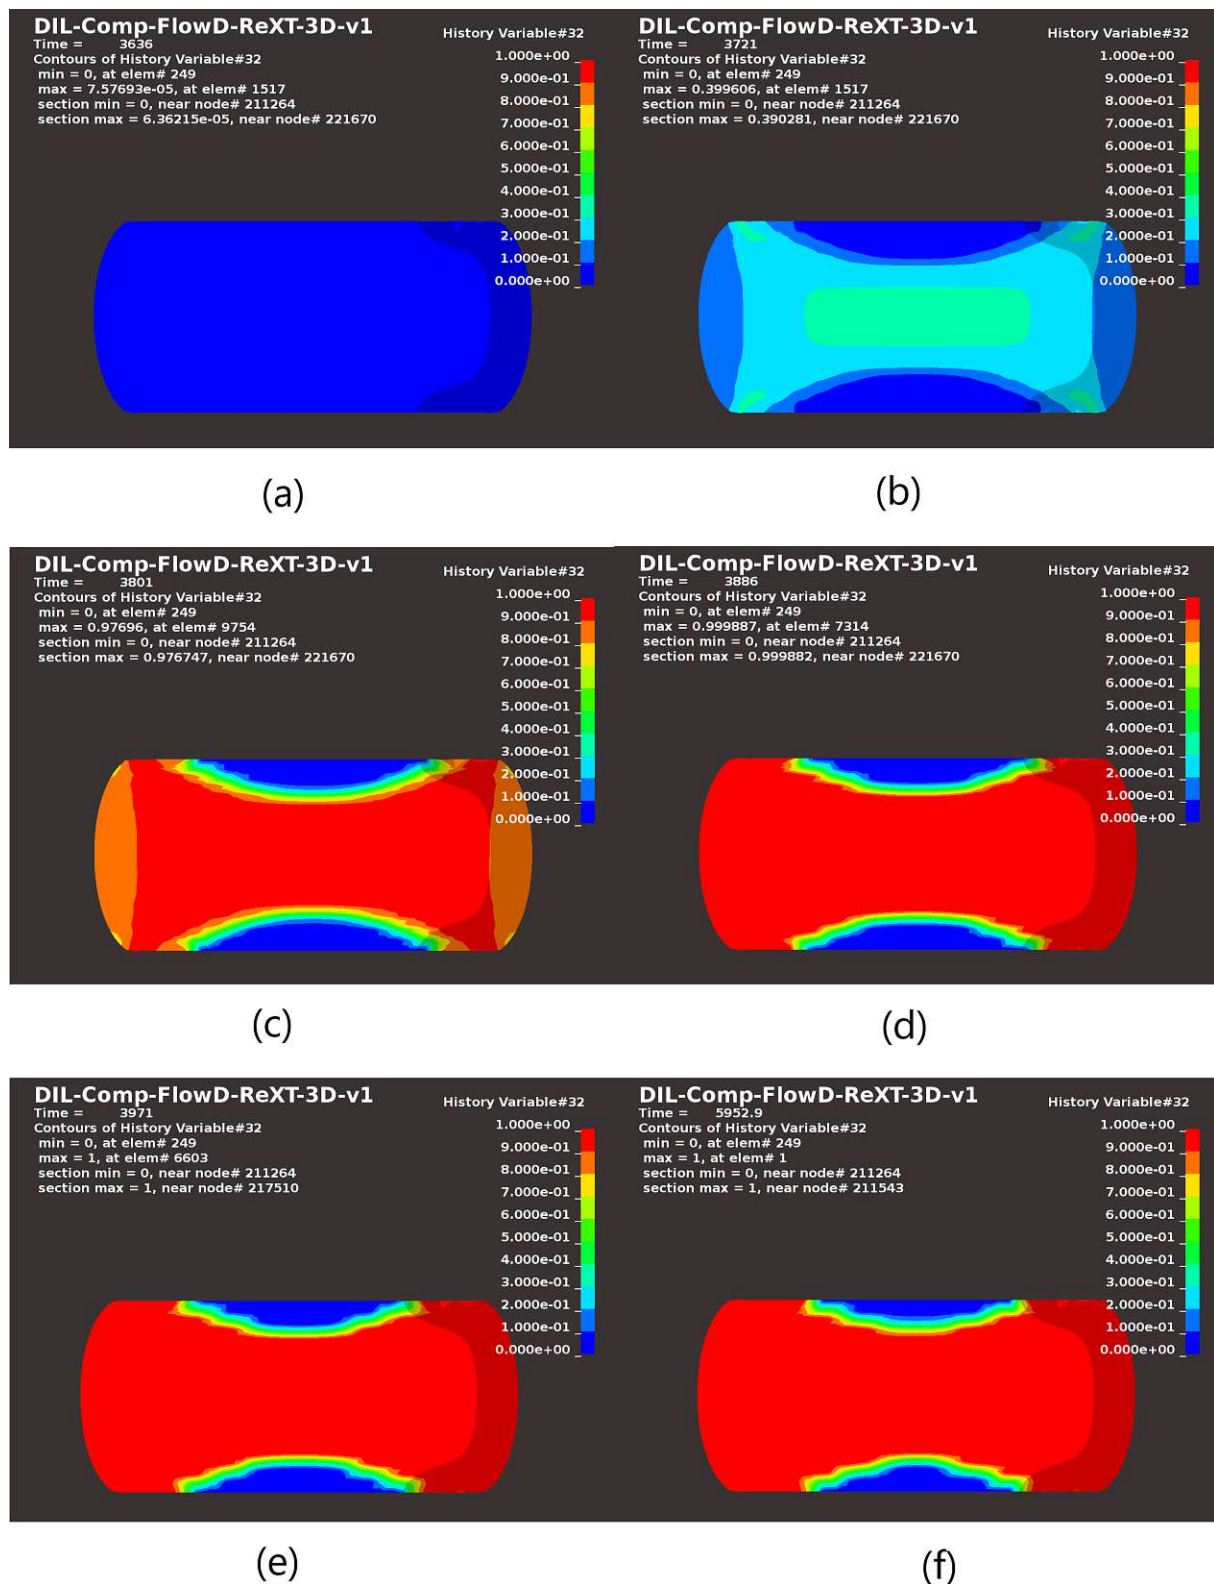 DIL-Comp-FlowD-ReXT-3D-v1
Time = 3636
Contours of History Variable#32
min = 0, at elem# 249
max = 7.57693e-05, at elem# 1517
section min = 0, near node# 211264
section max = 6.36215e-05, near node# 221670
History Variable#32
1.000e+00
9.000e-01
8.000e-01
7.000e-01
6.000e-01
5.000e-01
4.000e-01
3.000e-01
2.000e-01
1.000e-01
0.000e+00
DIL-Comp-FlowD-ReXT-3D-v1
Time = 3721
Contours of History Variable#32
min = 0, at elem# 249
max = 0.399606, at elem# 1517
section min = 0, near node# 211264
section max = 0.390281, near node# 221670
History Variable#32
1.000e+00
9.000e-01
8.000e-01
7.000e-01
6.000e-01
5.000e-01
4.000e-01
3.000e-01
2.000e-01
1.000e-01
0.000e+00
(a)
(b)
DIL-Comp-FlowD-ReXT-3D-v1
Time = 3801
Contours of History Variable#32
min = 0, at elem# 249
max = 0.97696, at elem# 9754
section min = 0, near node# 211264
section max = 0.976747, near node# 221670
History Variable#32
1.000e+00
9.000e-01
8.000e-01
7.000e-01
6.000e-01
5.000e-01
4.000e-01
3.000e-01
2.000e-01
1.000e-01
0.000e+00
DIL-Comp-FlowD-ReXT-3D-v1
Time = 3886
Contours of History Variable#32
min = 0, at elem# 249
max = 0.999887, at elem# 7314
section min = 0, near node# 211264
section max = 0.999882, near node# 221670
History Variable#32
1.000e+00
9.000e-01
8.000e-01
7.000e-01
6.000e-01
5.000e-01
4.000e-01
3.000e-01
2.000e-01
1.000e-01
0.000e+00
(c)
(d)
DIL-Comp-FlowD-ReXT-3D-v1
Time = 3971
Contours of History Variable#32
min = 0, at elem# 249
max = 1, at elem# 6603
section min = 0, near node# 211264
section max = 1, near node# 217510
History Variable#32
1.000e+00
9.000e-01
8.000e-01
7.000e-01
6.000e-01
5.000e-01
4.000e-01
3.000e-01
2.000e-01
1.000e-01
0.000e+00
DIL-Comp-FlowD-ReXT-3D-v1
Time = 5952.9
Contours of History Variable#32
min = 0, at elem# 249
max = 1, at elem# 1
section min = 0, near node# 211264
section max = 1, near node# 211543
History Variable#32
1.000e+00
9.000e-01
8.000e-01
7.000e-01
6.000e-01
5.000e-01
4.000e-01
3.000e-01
2.000e-01
1.000e-01
0.000e+00
(e)
(f)